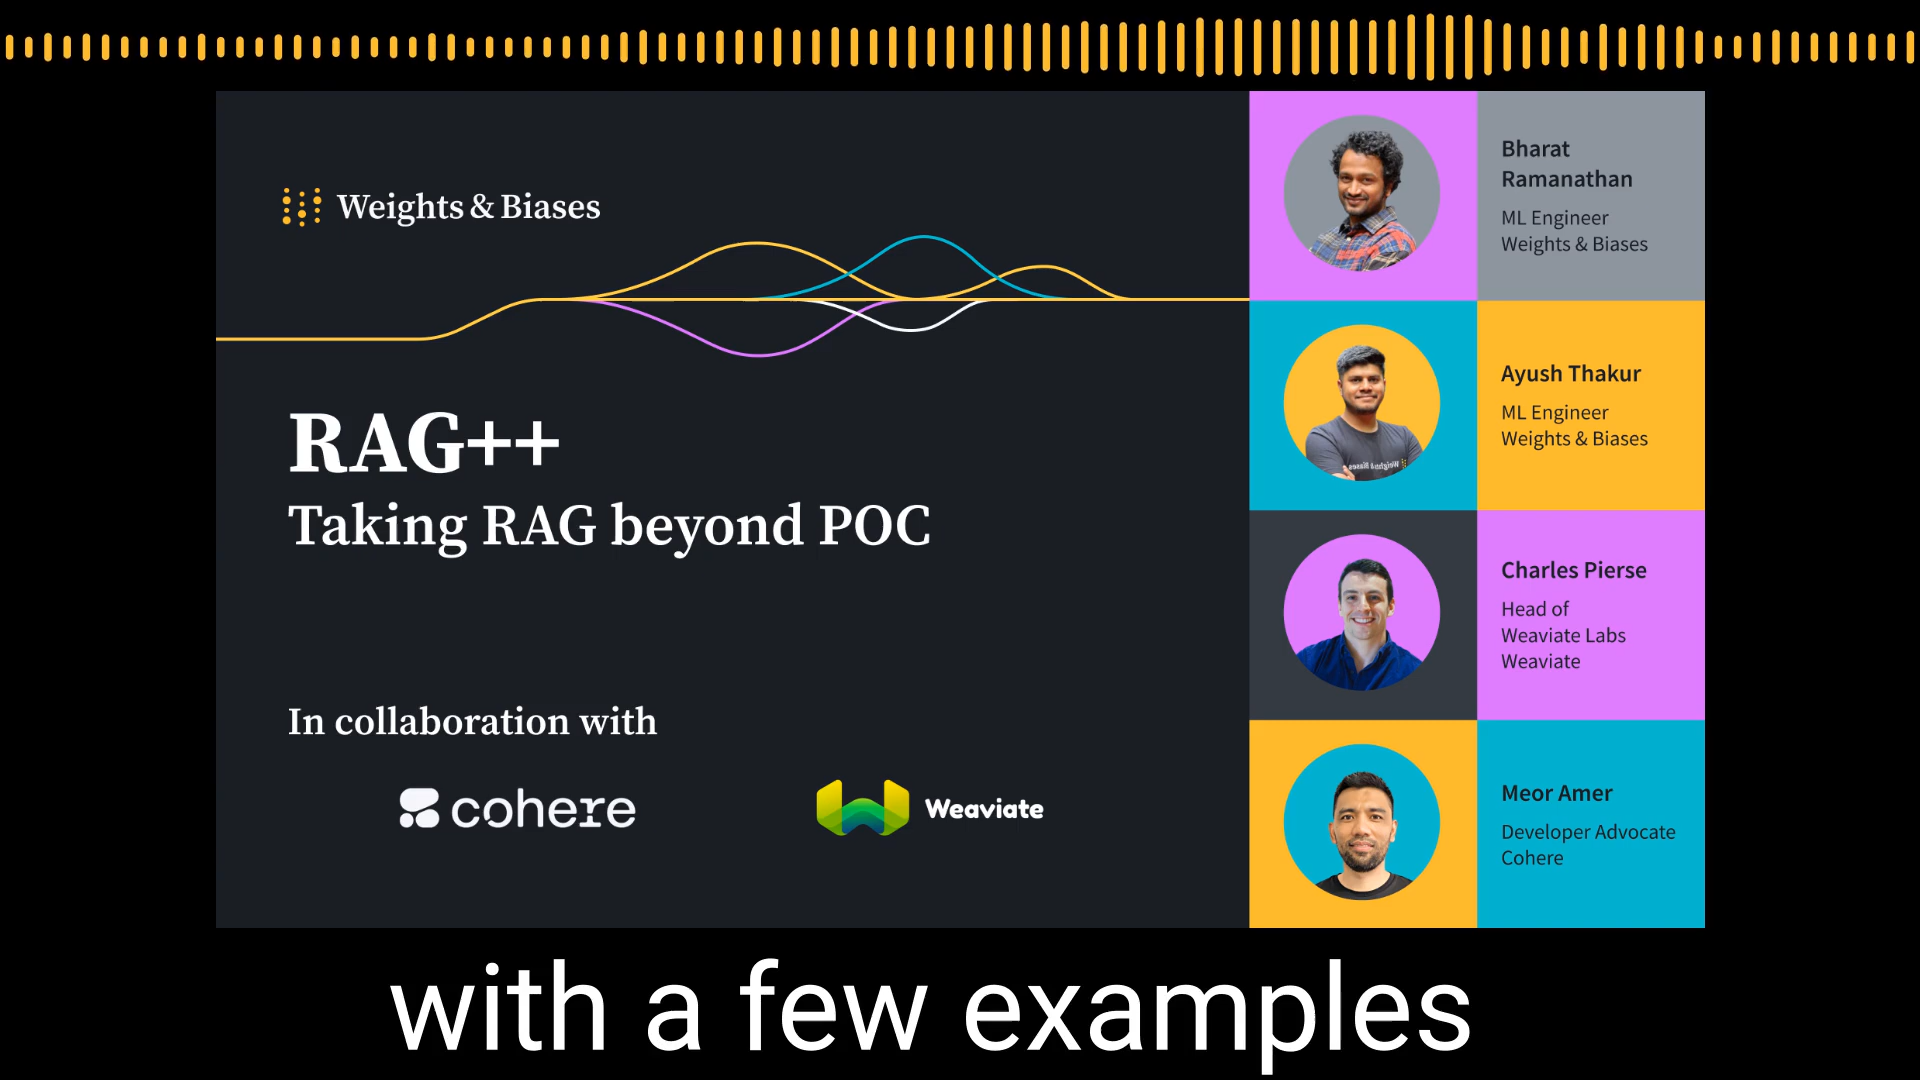 Weights & Biases
RAG++
Taking RAG beyond POC
In collaboration with
cohere
Weaviate
Bharat
Ramanathan
ML Engineer
Weights & Biases
Ayush Thakur
ML Engineer
Weights & Biases
Charles Pierse
Head of
Weaviate Labs
Weaviate
Meor Amer
Developer Advocate
Cohere
with a few examples